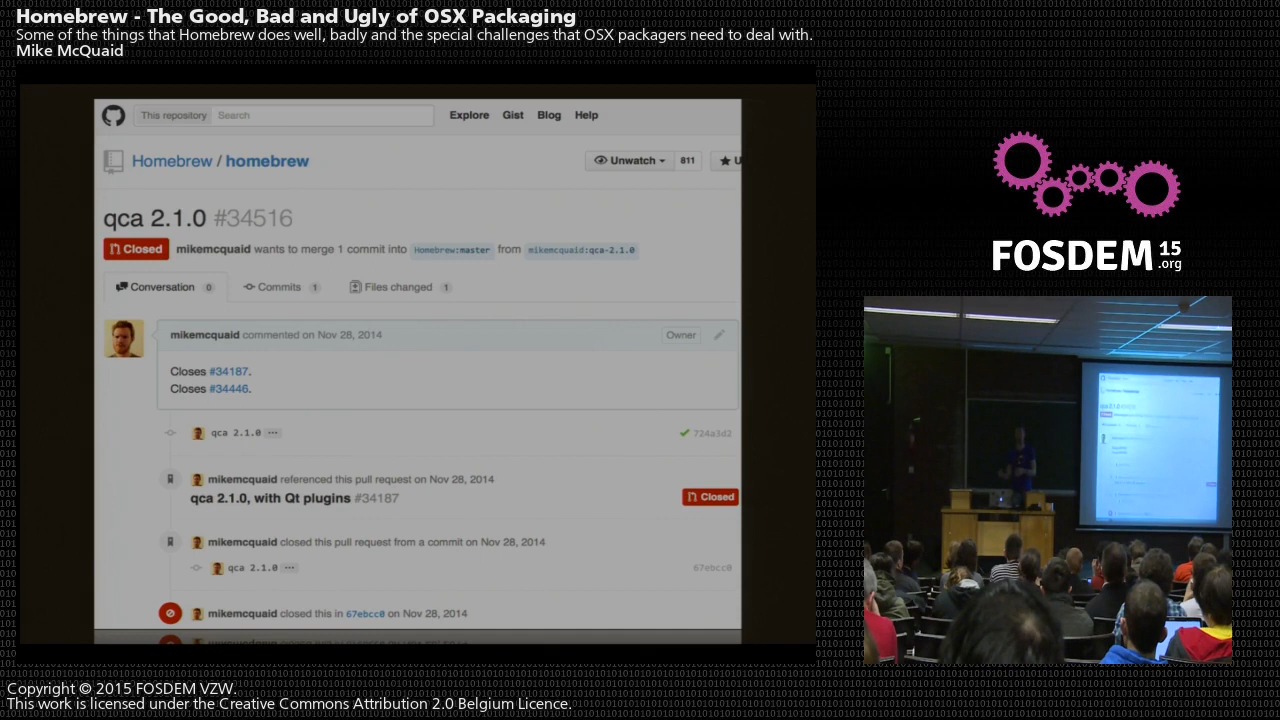 Homebrew - The Good, Bad and Ugly of OSX Packaging
Some of the things that Homebrew does well, badly and the special challenges that OSX packagers need to deal with.
Mike McQuaid
This repository Search Explore Gist Blog Help
Homebrew / homebrew Unwatch 811 U
qca 2.1.0 #34516
Closed mikemcquaid wants to merge 1 commit into Homebrew:master from mikemcquaid:qca-2.1.0
Conversation 0 Commits 1 Files changed 1
mikemcquaid commented on Nov 28, 2014 Owner
Closes #34187.
Closes #34446.
qca 2.1.0 ... 724a3d2
mikemcquaid referenced this pull request on Nov 28, 2014
qca 2.1.0, with Qt plugins #34187 Closed
mikemcquaid closed this pull request from a commit on Nov 28, 2014
qca 2.1.0 ... 67ebcc0
mikemcquaid closed this in 67ebcc0 on Nov 28, 2014
FOSDEM 15
.org
Copyright © 2015 FOSDEM VZW.
This work is licensed under the Creative Commons Attribution 2.0 Belgium Licence.